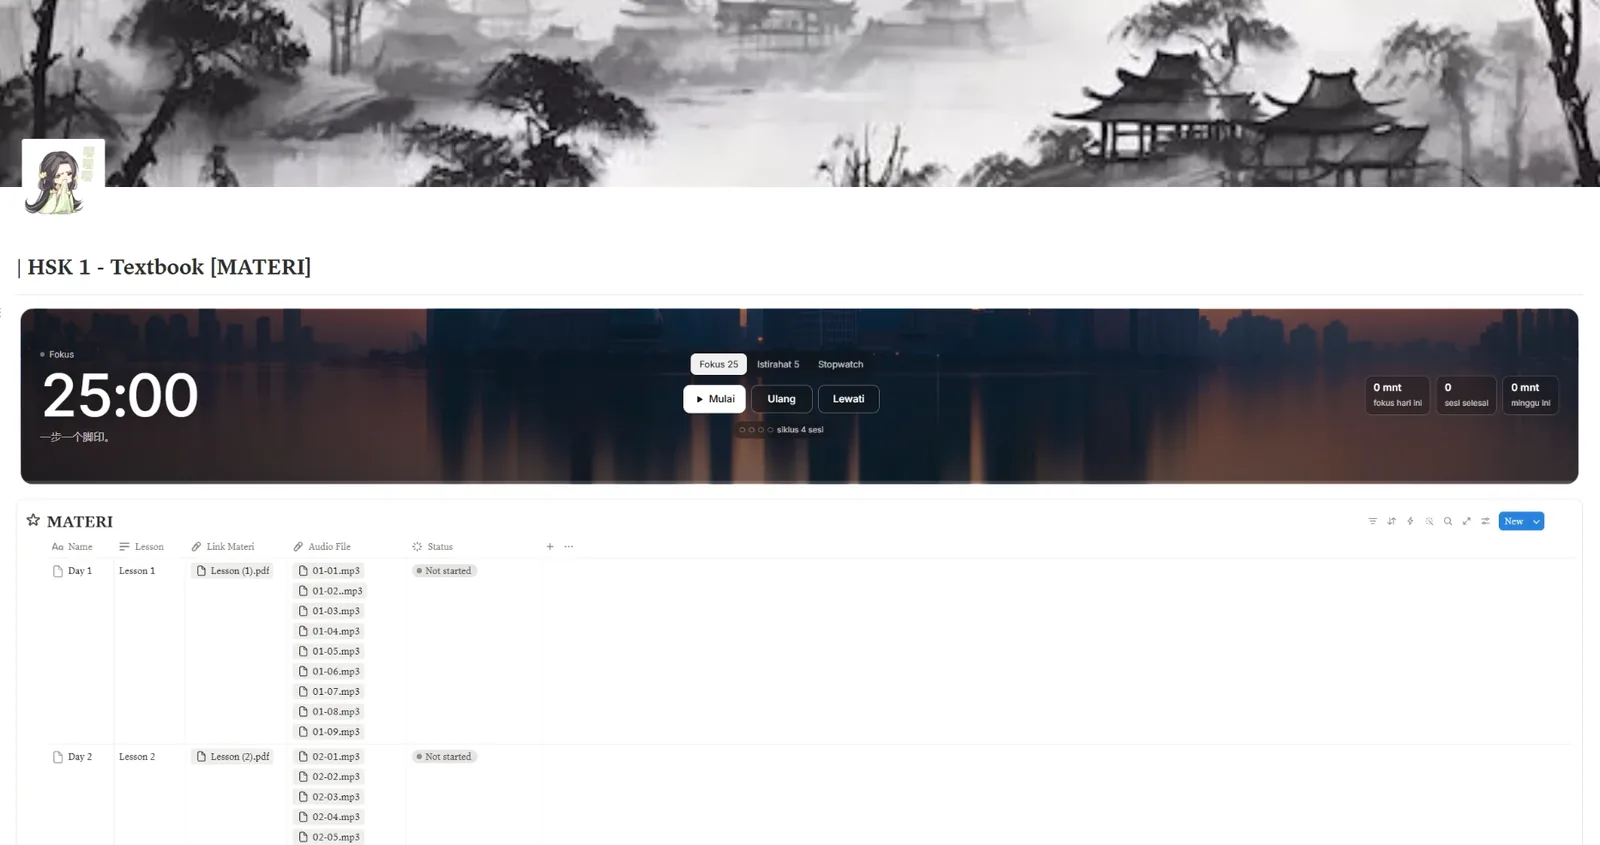 | HSK 1 - Textbook [MATERI]
Fokus
25:00
一步一个脚印。
Fokus 25 Istirahat 5 Stopwatch
Mulai Ulang Lewati
siklus 4 sesi
0 mnt
fokus hari ini
0
sesi selesai
0 mnt
minggu ini
MATERI
New
Aa Name Lesson Link Materi Audio File Status
Day 1 Lesson 1 Lesson (1).pdf 01-01.mp3 Not started
01-02..mp3
01-03.mp3
01-04.mp3
01-05.mp3
01-06.mp3
01-07.mp3
01-08.mp3
01-09.mp3
Day 2 Lesson 2 Lesson (2).pdf 02-01.mp3 Not started
02-02.mp3
02-03.mp3
02-04.mp3
02-05.mp3